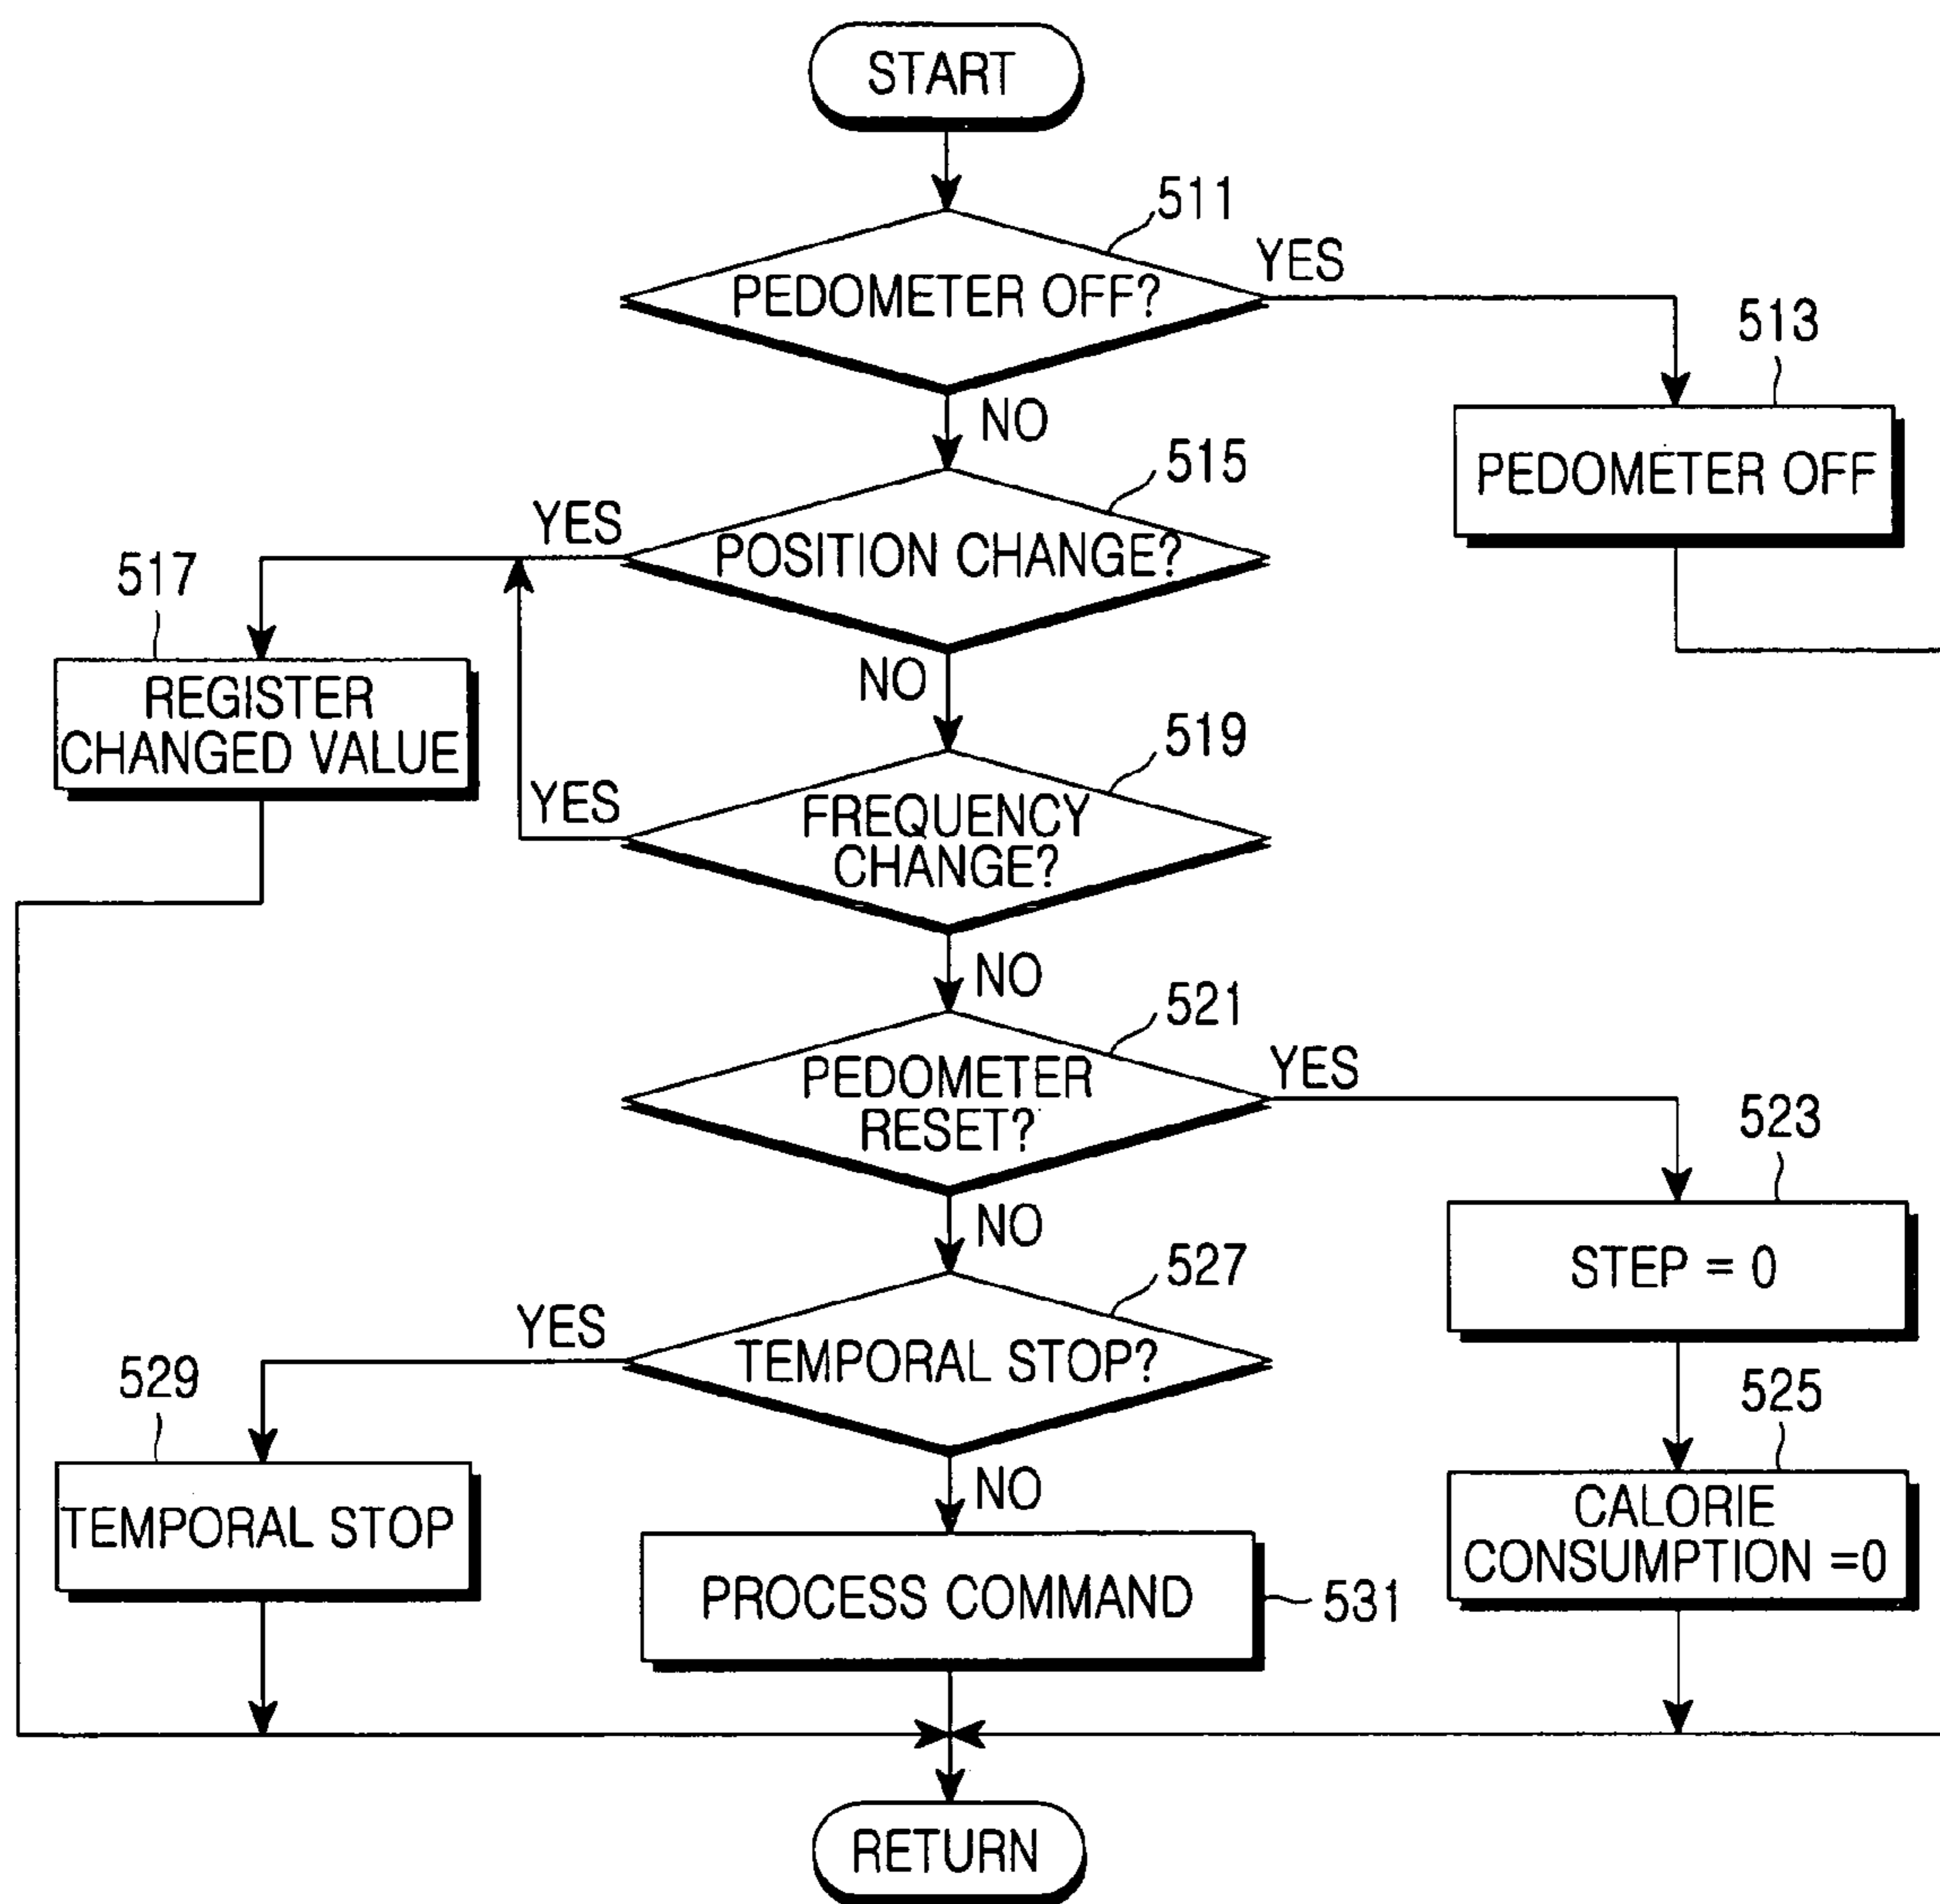 START
511
PEDOMETER OFF?
YES
513
PEDOMETER OFF
NO
515
POSITION CHANGE?
YES
517
REGISTER
CHANGED VALUE
NO
519
FREQUENCY
CHANGE?
YES
NO
521
PEDOMETER
RESET?
YES
523
STEP = 0
525
CALORIE
CONSUMPTION =0
NO
527
TEMPORAL STOP?
YES
529
TEMPORAL STOP
NO
PROCESS COMMAND
531
RETURN